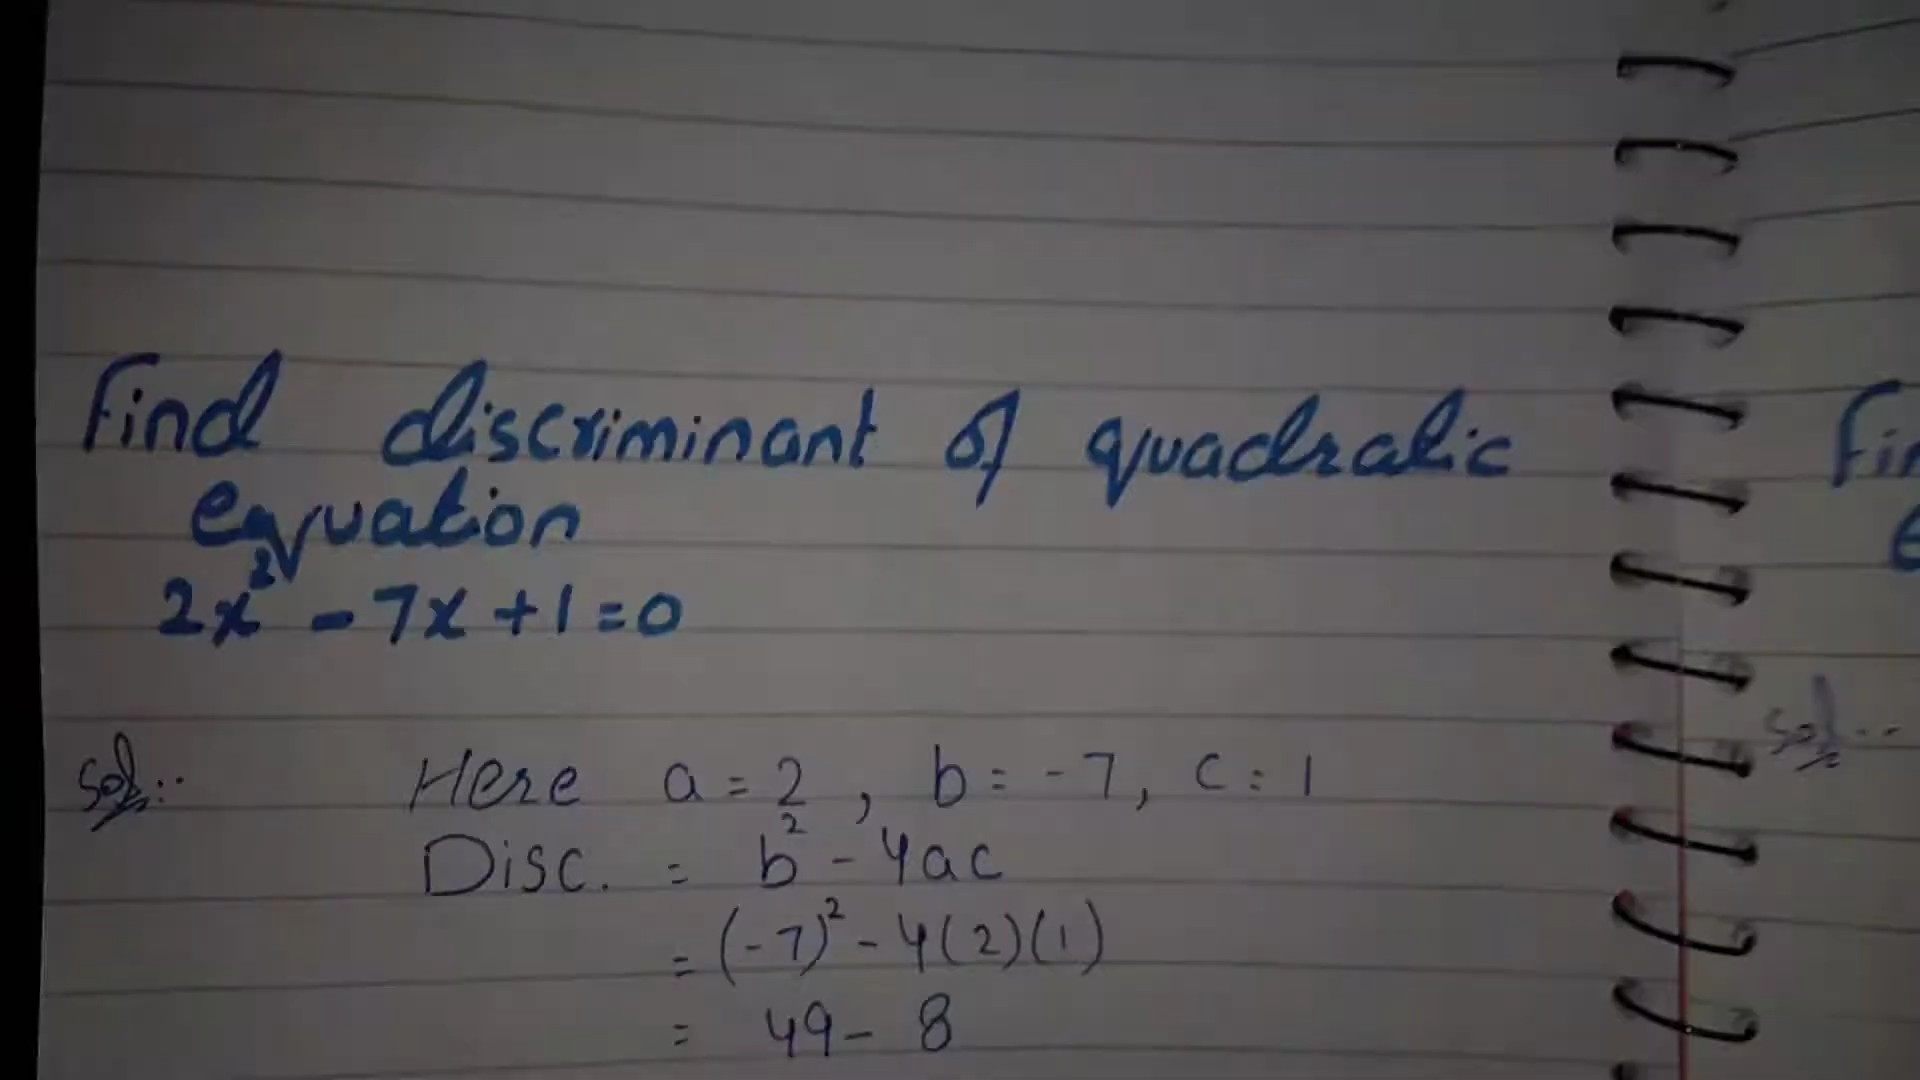 Find discriminant of quadratic
equation
2x² - 7x + 1 = 0
Sol:- Here a = 2, b = -7, c = 1
Disc. = b² - 4ac
= (-7)² - 4(2)(1)
= 49 - 8
Sol:-